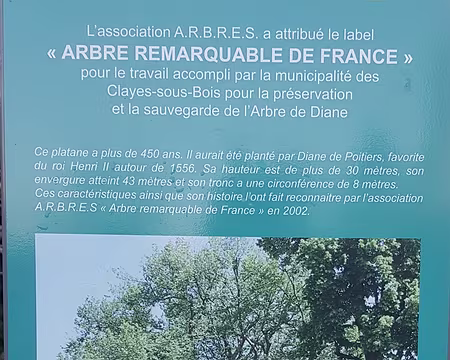 L'association A.R.B.R.E.S. a attribué le label
« ARBRE REMARQUABLE DE FRANCE »
pour le travail accompli par la municipalité des
Clayes-sous-Bois pour la préservation
et la sauvegarde de l'Arbre de Diane
Ce platane a plus de 450 ans. Il aurait été planté par Diane de Poitiers, favorite
du roi Henri II autour de 1556. Sa hauteur est de plus de 30 mètres, son
envergure atteint 43 mètres et son tronc a une circonférence de 8 mètres.
Ces caractéristiques ainsi que son histoire l'ont fait reconnaitre par l'association
A.R.B.R.E.S « Arbre remarquable de France » en 2002.